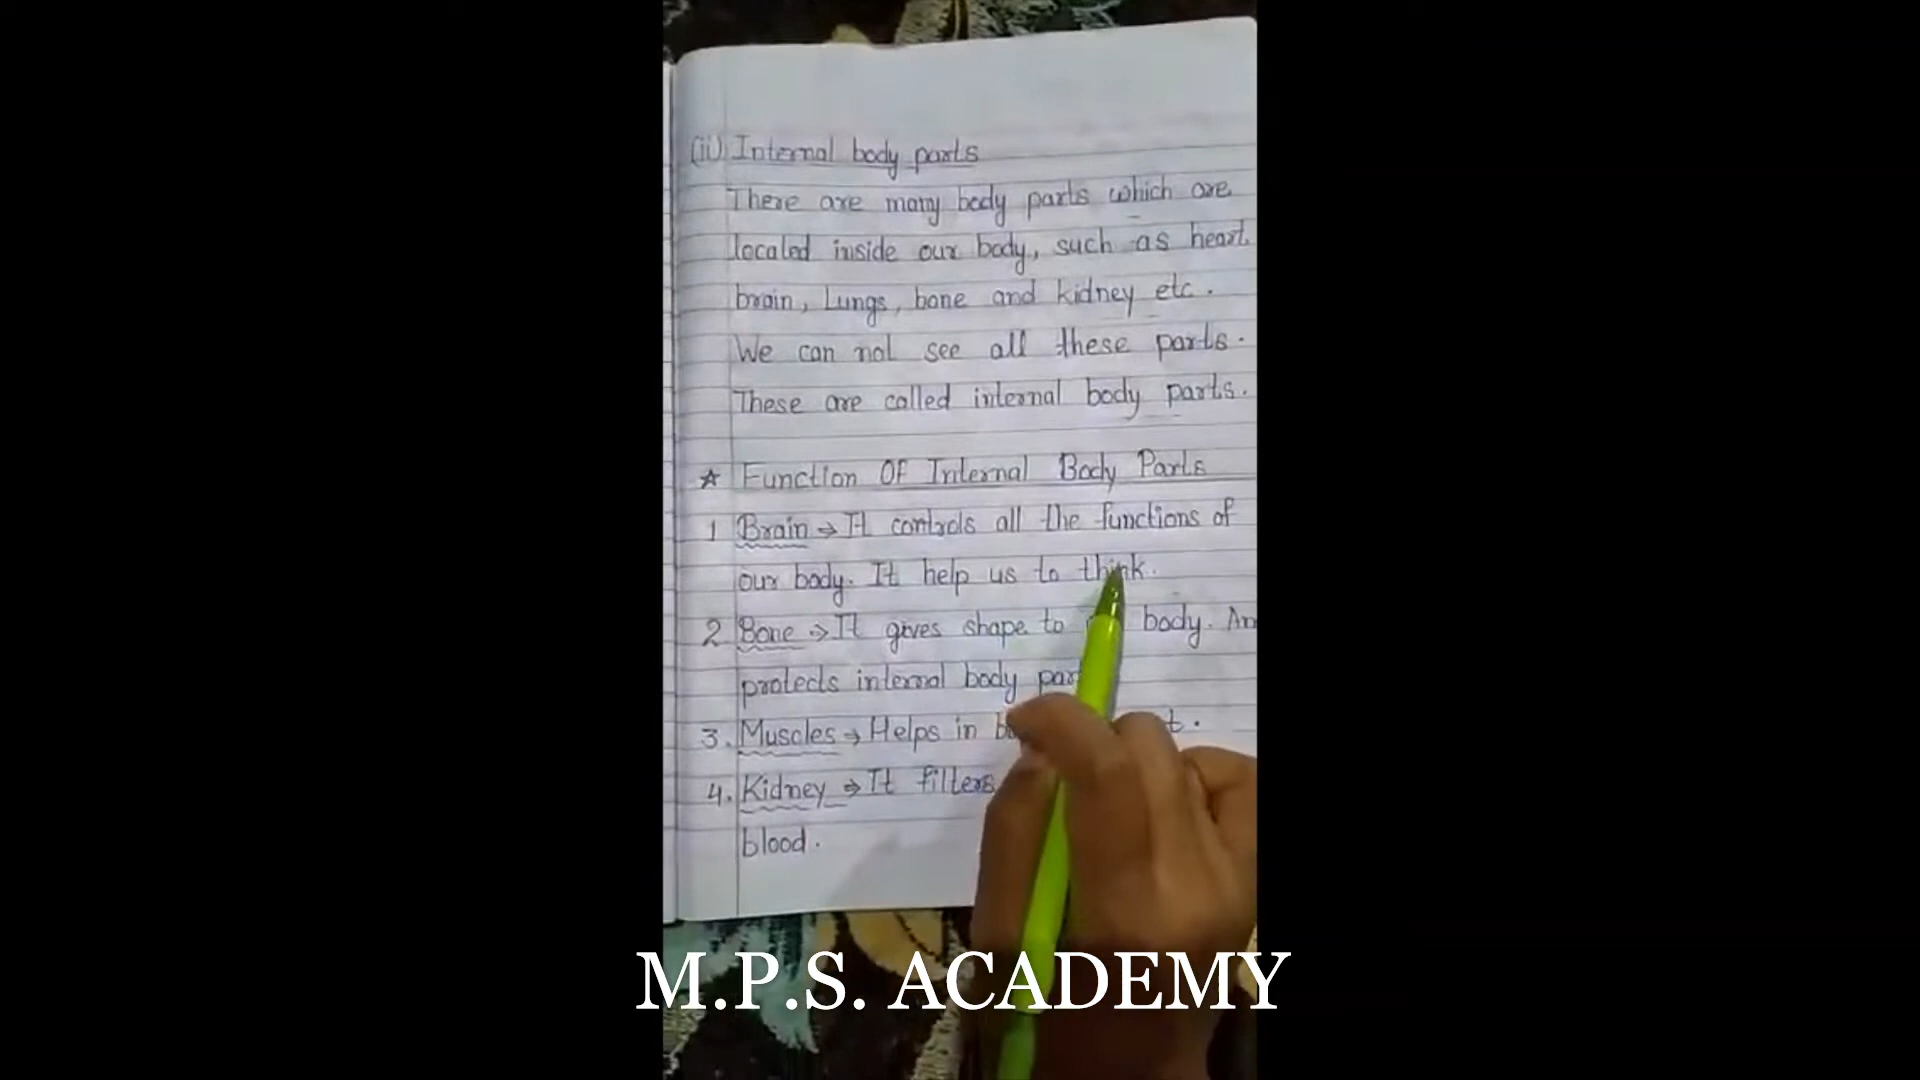 (ii) Internal body parts
There are many body parts which are
located inside our body, such as heart
brain, Lungs, bone and kidney etc.
We can not see all these parts.
These are called internal body parts.
☆ Function OF Internal Body Parts
1 Brain → It controls all the functions of
our body. It help us to think.
2 Bone → It gives shape to body. An
protects internal body par
3. Muscles → Helps in
4. Kidney → It filters
blood.
M.P.S. ACADEMY